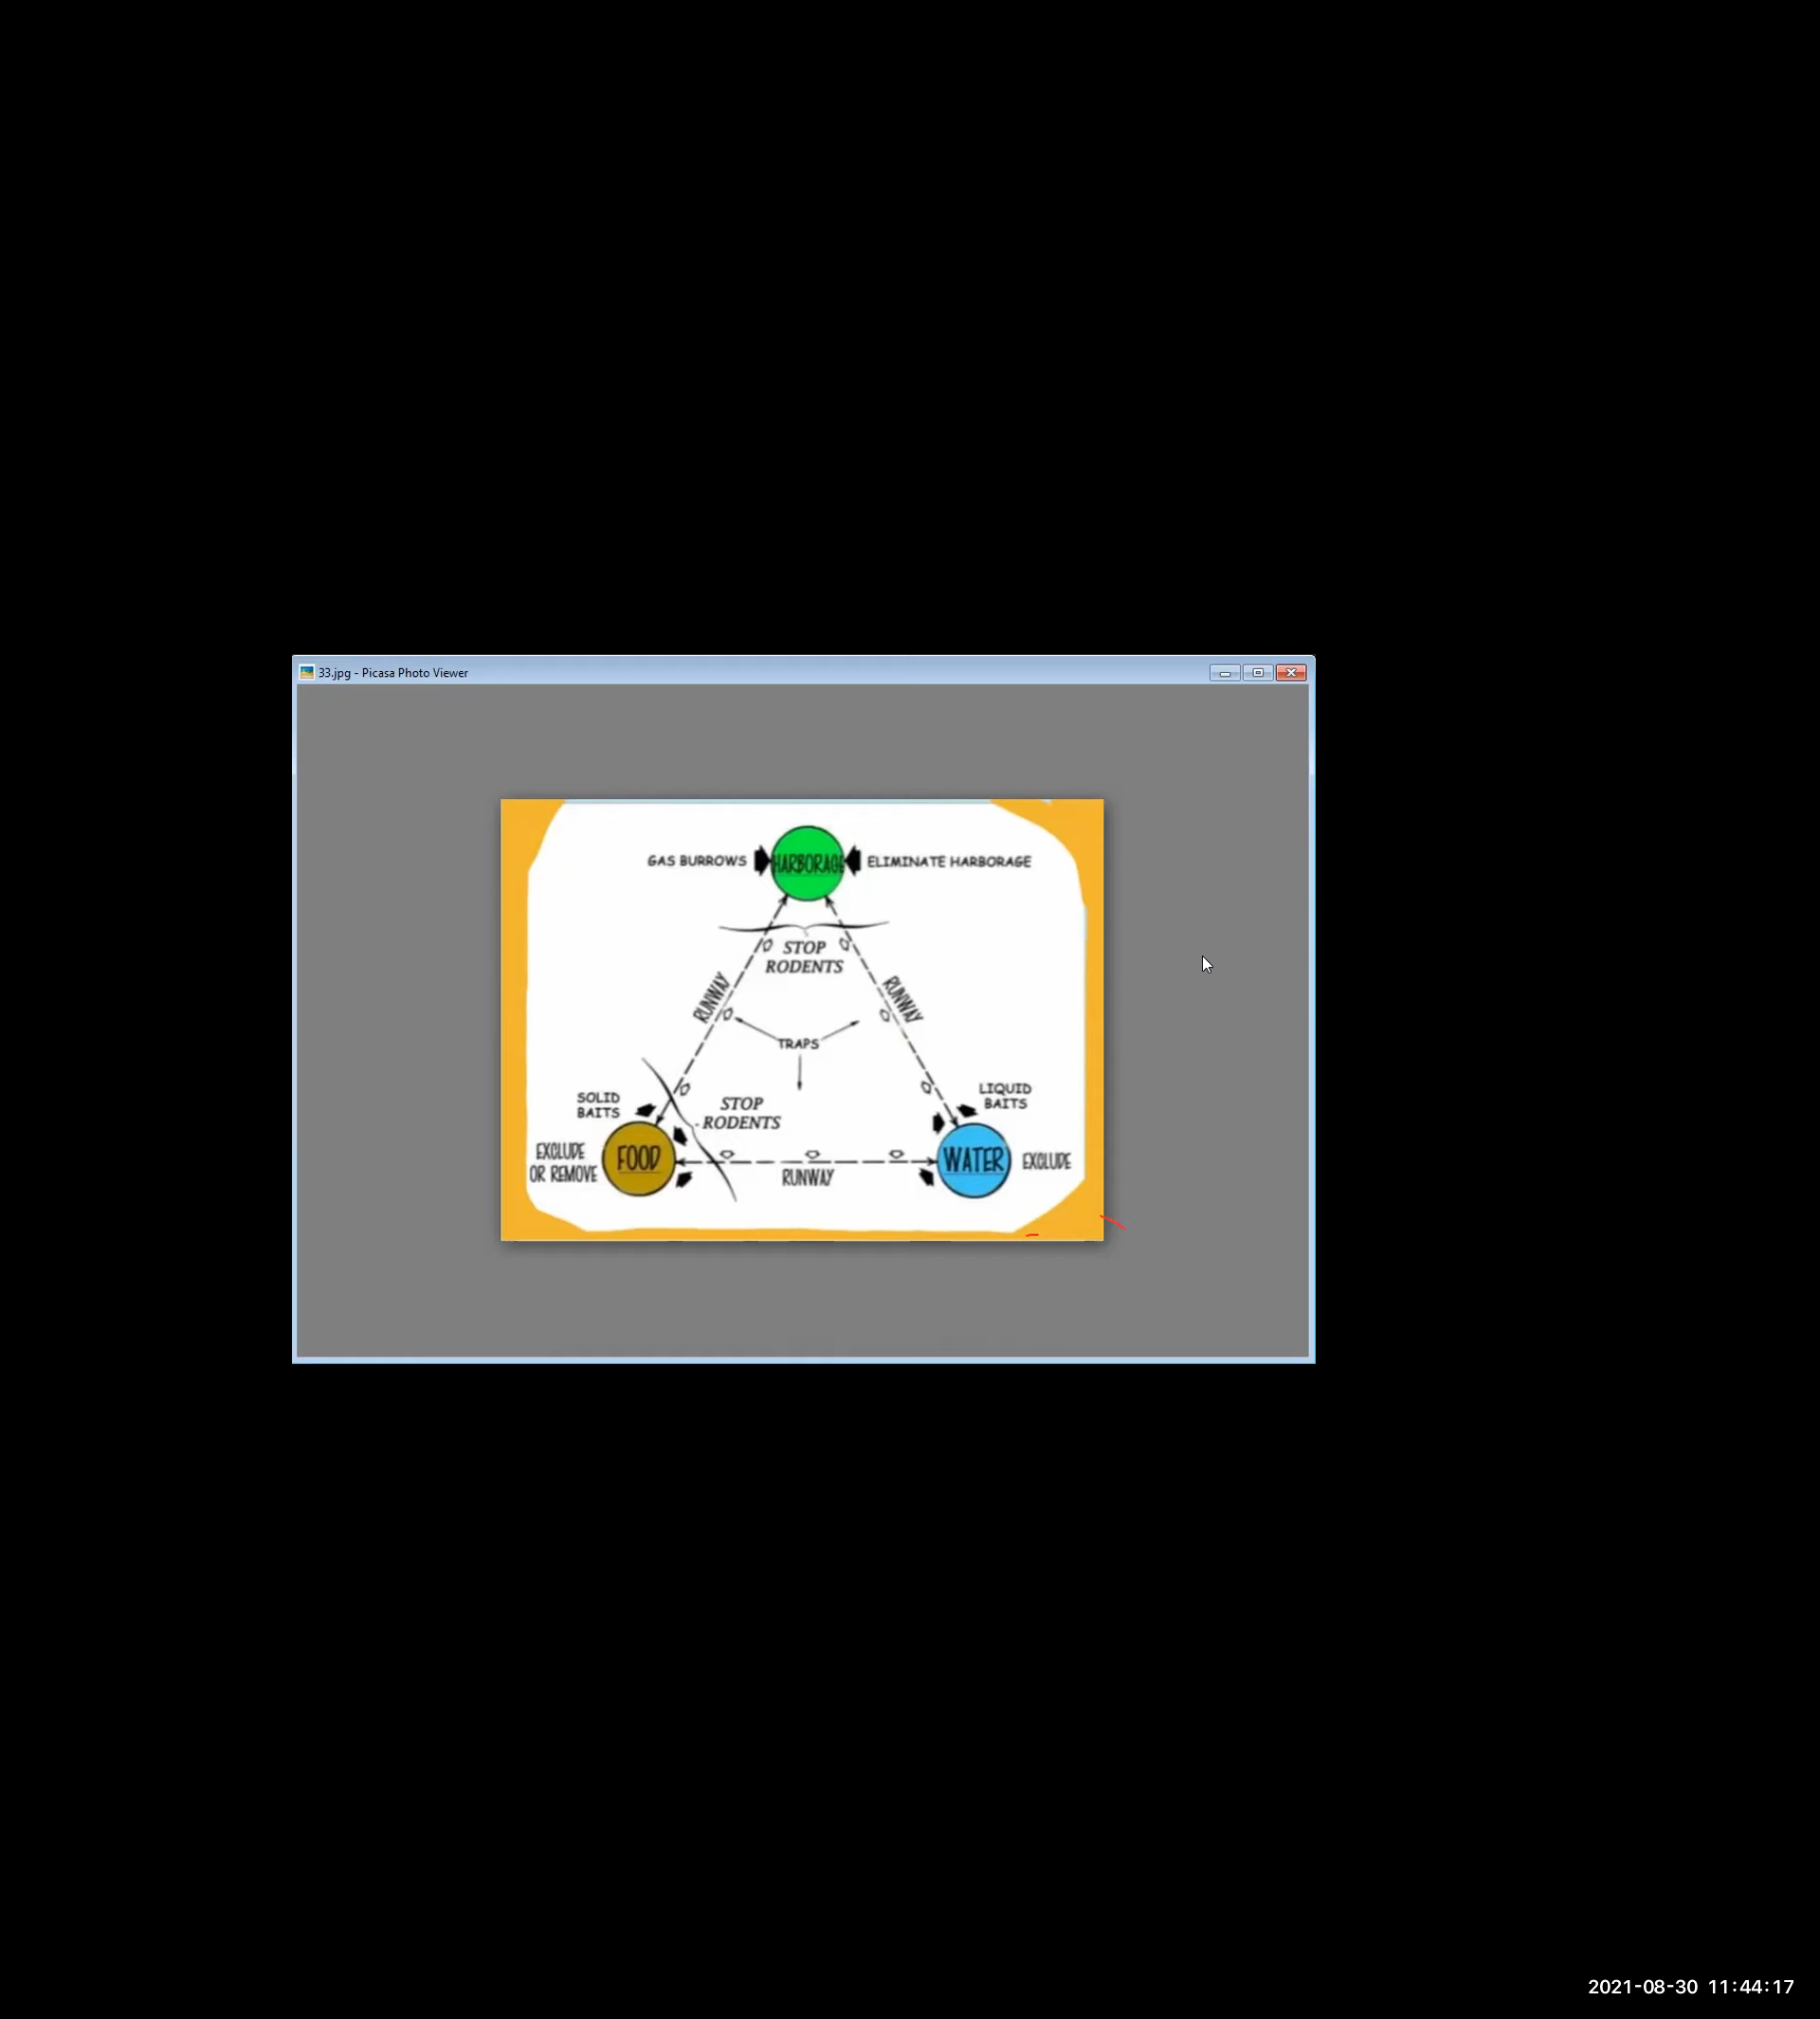 33.jpg - Picasa Photo Viewer
GAS BURROWS
HARBORAGE
ELIMINATE HARBORAGE
STOP
RODENTS
RUNWAY
RUNWAY
TRAPS
SOLID
BAITS
STOP
RODENTS
LIQUID
BAITS
EXCLUDE
OR REMOVE
FOOD
RUNWAY
WATER
EXCLUDE
2021-08-30 11:44:17